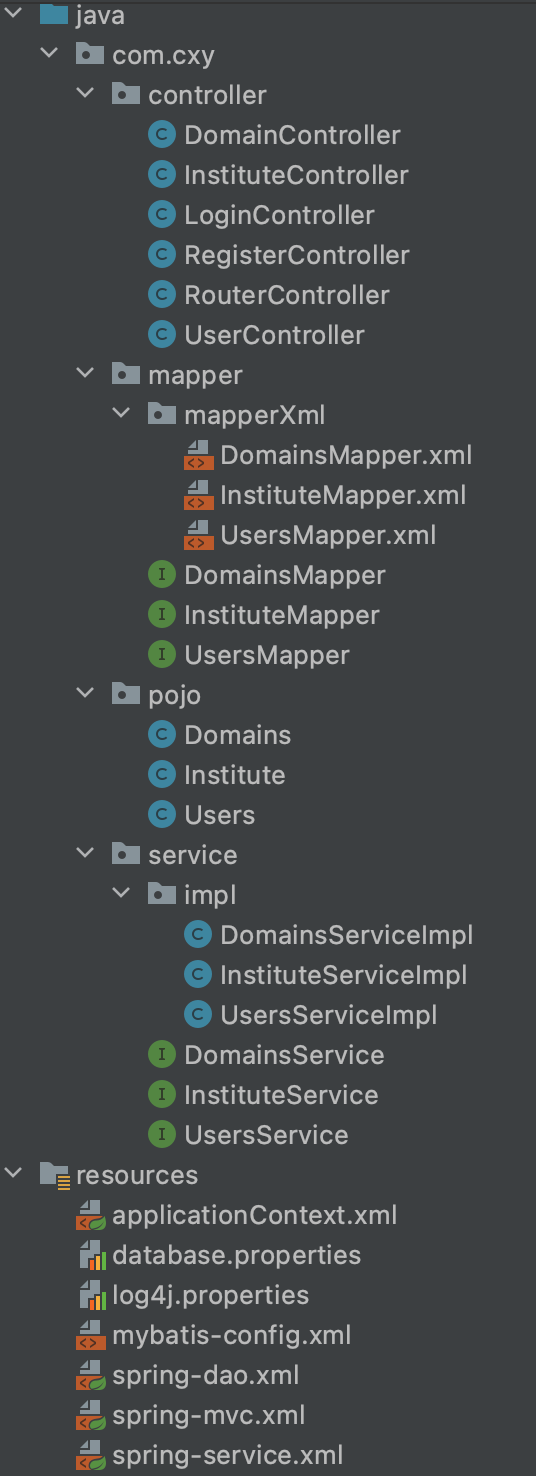 java
com.cxy
controller
DomainController
InstituteController
LoginController
RegisterController
RouterController
UserController
mapper
mapperXml
DomainsMapper.xml
InstituteMapper.xml
UsersMapper.xml
DomainsMapper
InstituteMapper
UsersMapper
pojo
Domains
Institute
Users
service
impl
DomainsServiceImpl
InstituteServiceImpl
UsersServiceImpl
DomainsService
InstituteService
UsersService
resources
applicationContext.xml
database.properties
log4j.properties
mybatis-config.xml
spring-dao.xml
spring-mvc.xml
spring-service.xml